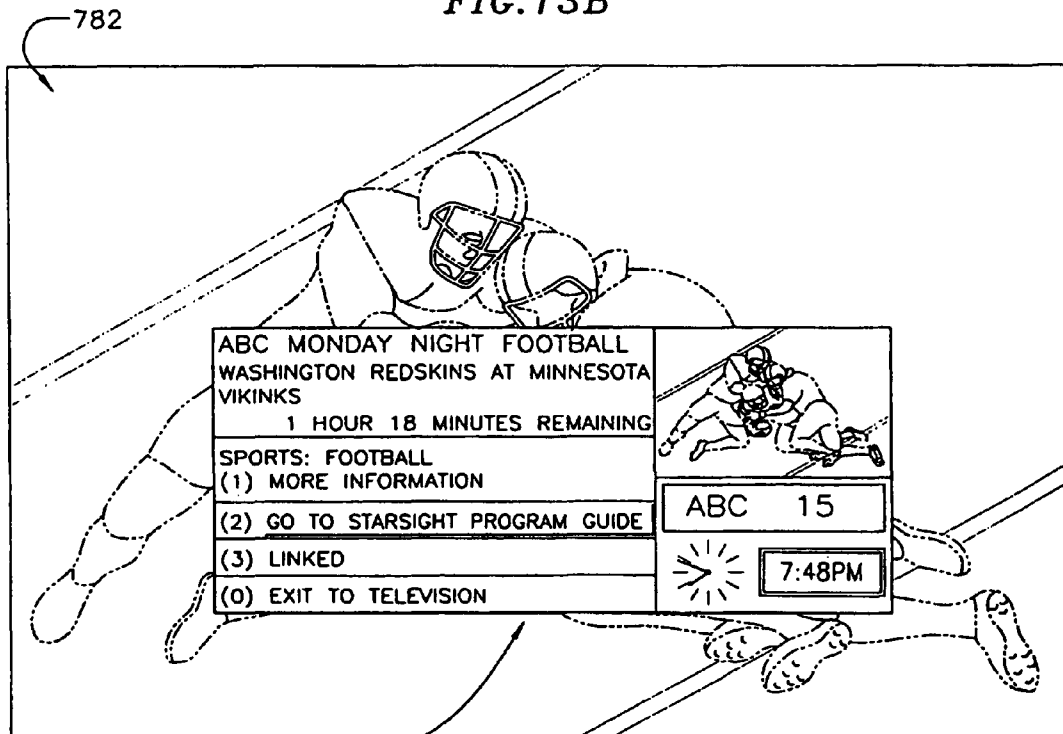 FIG. 73B
782
ABC MONDAY NIGHT FOOTBALL
WASHINGTON REDSKINS AT MINNESOTA
VIKINKS
1 HOUR 18 MINUTES REMAINING
SPORTS: FOOTBALL
(1) MORE INFORMATION
(2) GO TO STARSIGHT PROGRAM GUIDE
(3) LINKED
(0) EXIT TO TELEVISION
ABC 15
7:48PM